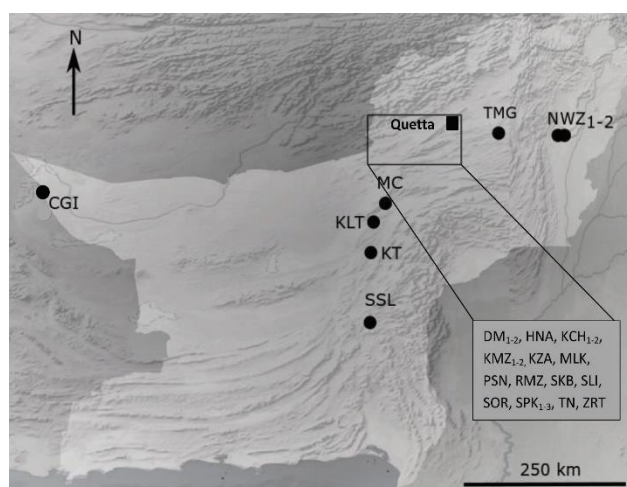 N
Quetta
TMG
NWZ1-2
MC
CGI
KLT
KT
SSL
DM1-2, HNA, KCH1-2,
KMZ1-2, KZA, MLK,
PSN, RMZ, SKB, SLI,
SOR, SPK1-3, TN, ZRT
250 km